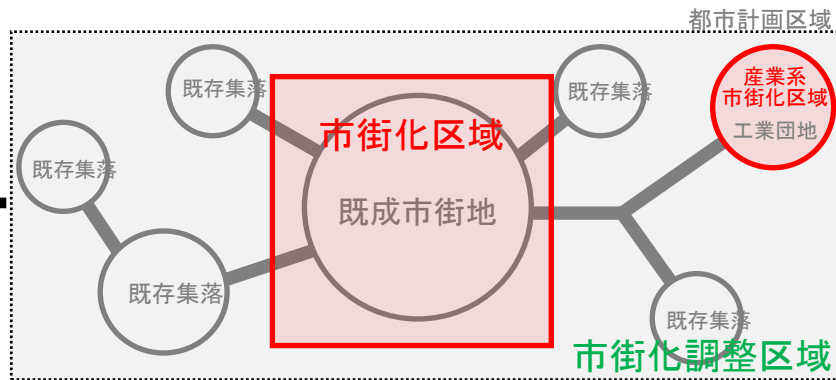 都市計画区域
既存集落
既存集落
産業系
市街化区域
工業団地
市街化区域
既存集落
既成市街地
既存集落
既存集落
市街化調整区域